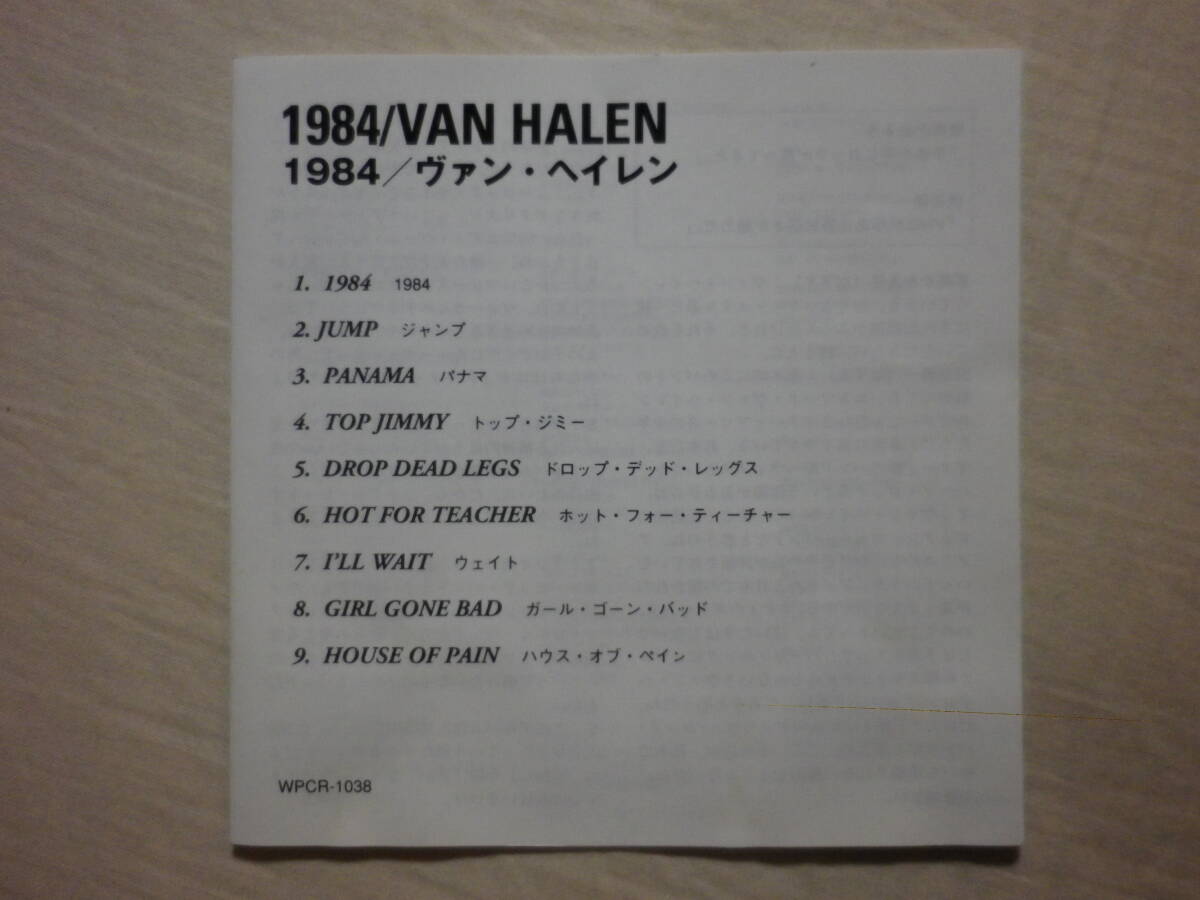 1984/VAN HALEN
1984/ヴァン・ヘイレン
1. 1984 1984
2. JUMP ジャンプ
3. PANAMA パナマ
4. TOP JIMMY トップ・ジミー
5. DROP DEAD LEGS ドロップ・デッド・レッグス
6. HOT FOR TEACHER ホット・フォー・ティーチャー
7. I'LL WAIT ウェイト
8. GIRL GONE BAD ガール・ゴーン・バッド
9. HOUSE OF PAIN ハウス・オブ・ペイン
WPCR-1038